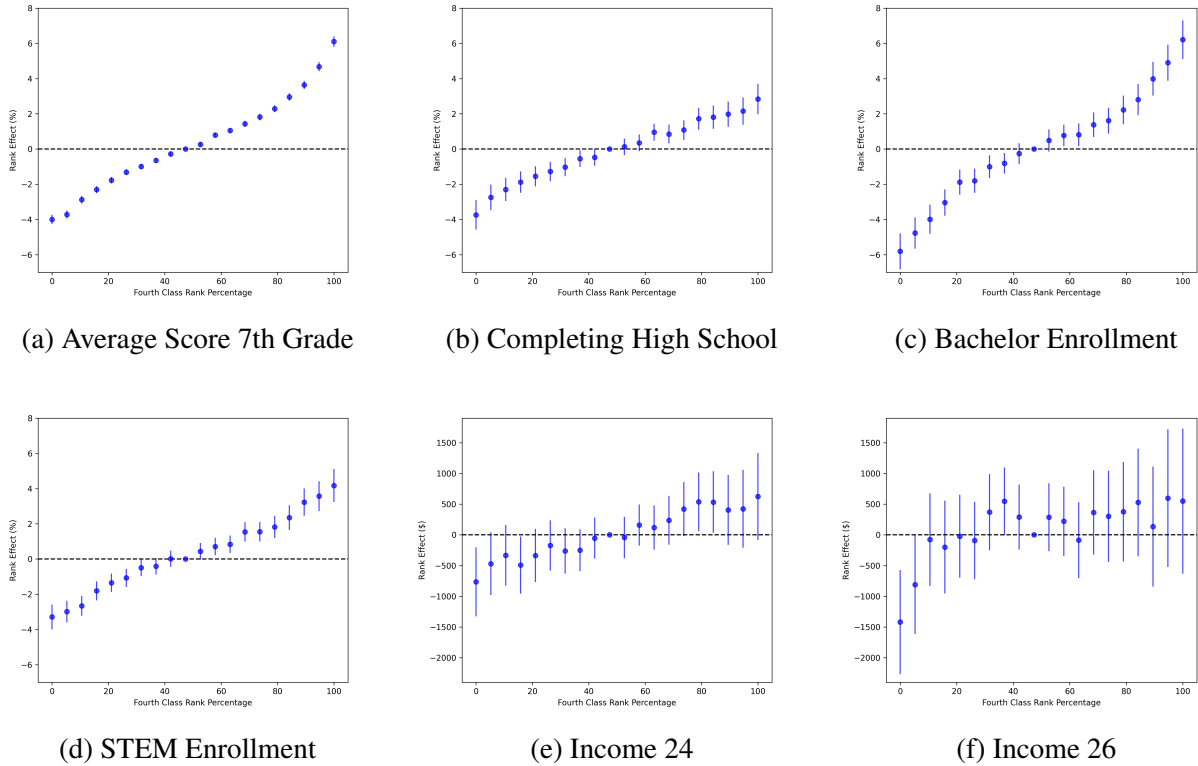 8
6
4
2
0
−2
−4
−6
Rank Effect (%)
0 20 40 60 80 100
Fourth Class Rank Percentage
(a) Average Score 7th Grade
8
6
4
2
0
−2
−4
−6
Rank Effect (%)
0 20 40 60 80 100
Fourth Class Rank Percentage
(b) Completing High School
8
6
4
2
0
−2
−4
−6
Rank Effect (%)
0 20 40 60 80 100
Fourth Class Rank Percentage
(c) Bachelor Enrollment
8
6
4
2
0
−2
−4
−6
Rank Effect (%)
0 20 40 60 80 100
Fourth Class Rank Percentage
(d) STEM Enrollment
1500
1000
500
0
−500
−1000
−1500
−2000
Rank Effect ($)
0 20 40 60 80 100
Fourth Class Rank Percentage
(e) Income 24
1500
1000
500
0
−500
−1000
−1500
−2000
Rank Effect ($)
0 20 40 60 80 100
Fourth Class Rank Percentage
(f) Income 26